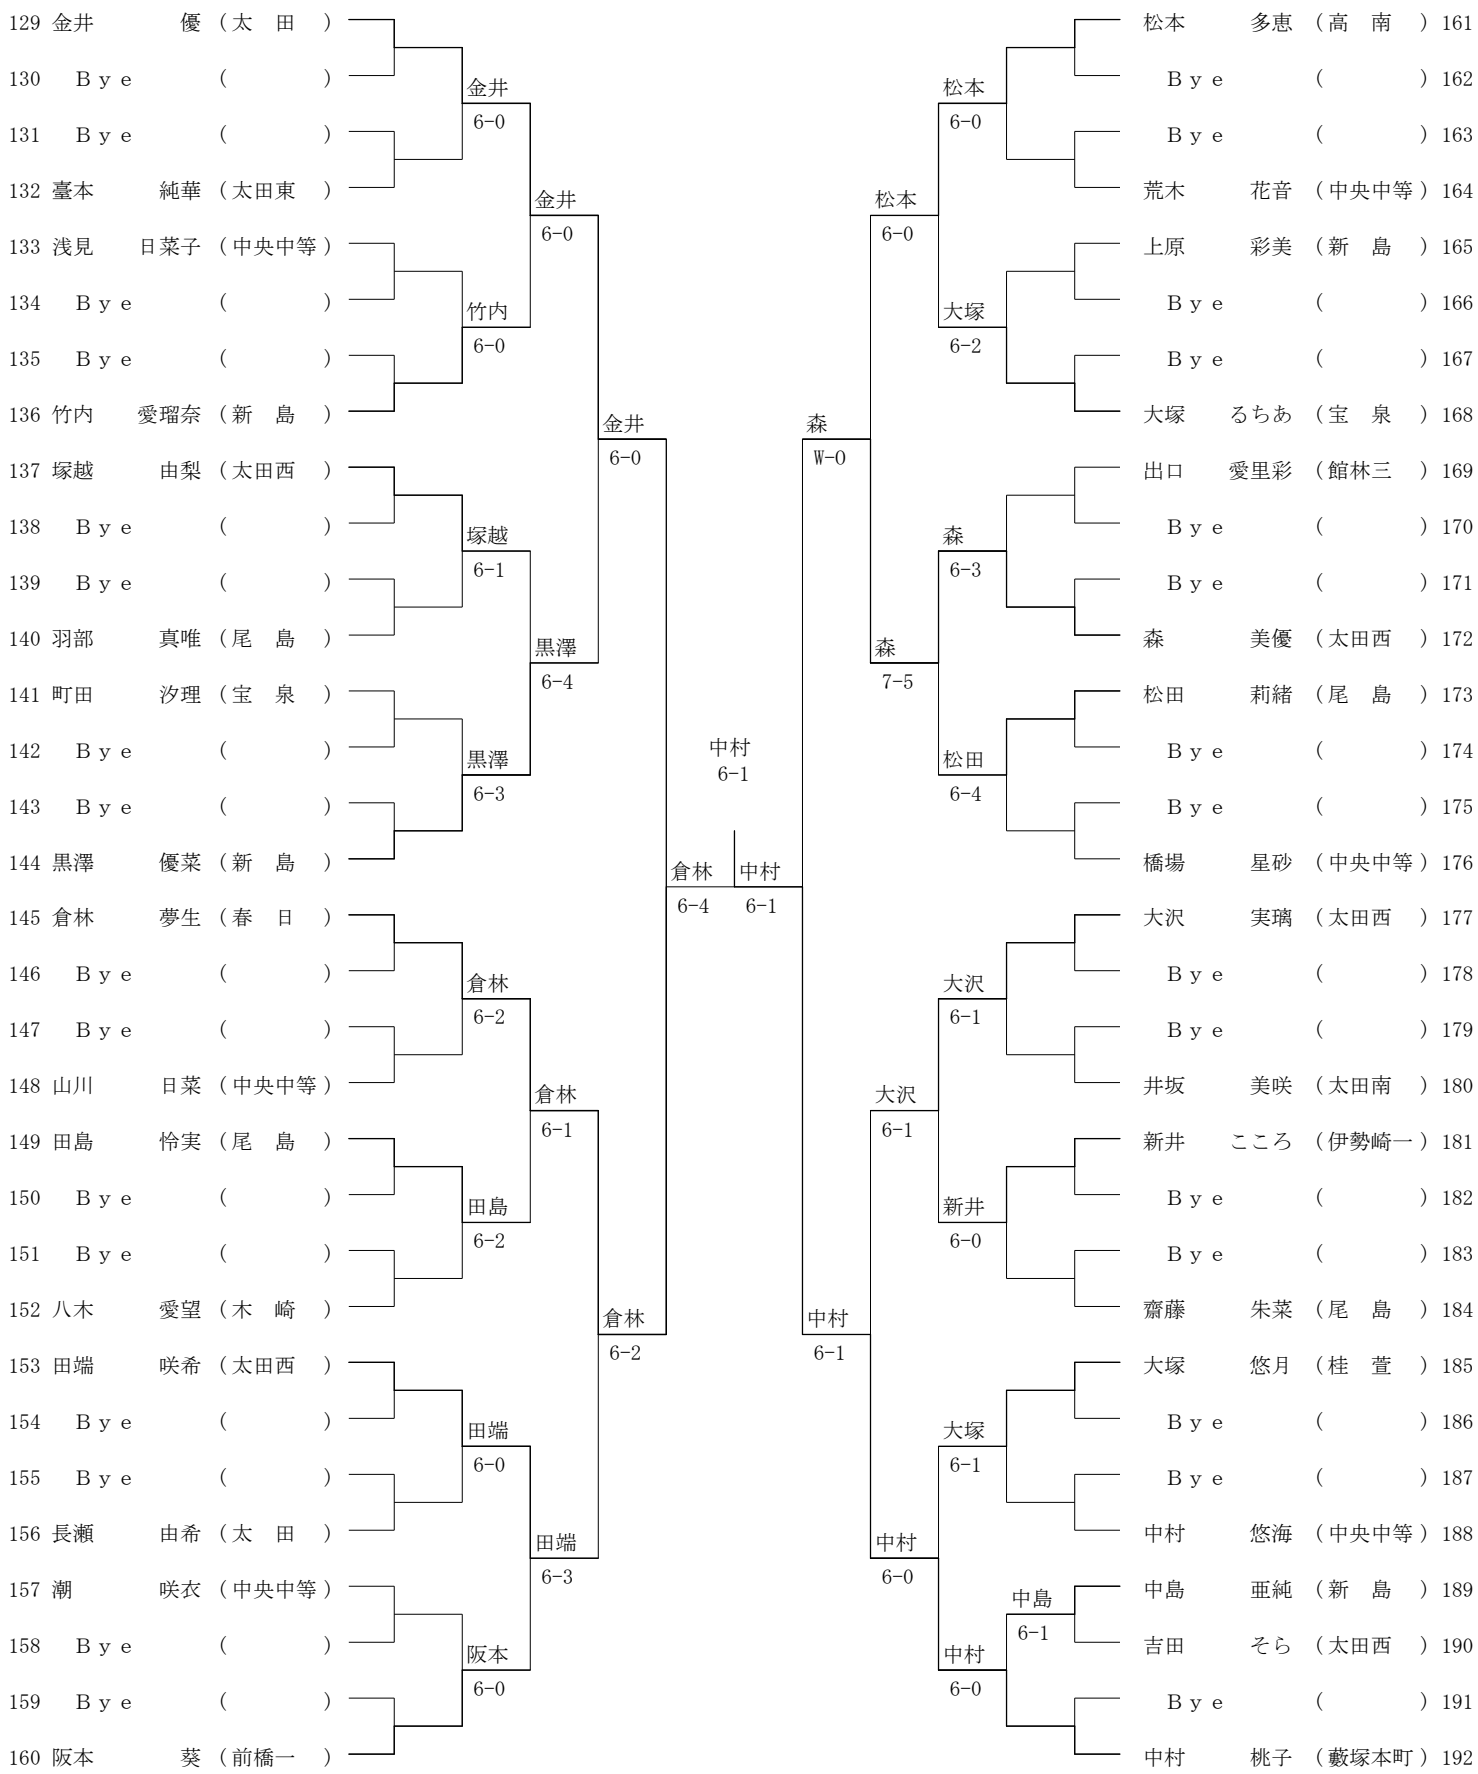 129 金井 優 （太 田 ）
130 Ｂｙｅ （ ）
131 Ｂｙｅ （ ）
132 臺本 純華 （太田東 ）
133 浅見 日菜子 （中央中等）
134 Ｂｙｅ （ ）
135 Ｂｙｅ （ ）
136 竹内 愛瑠奈 （新 島 ）
137 塚越 由梨 （太田西 ）
138 Ｂｙｅ （ ）
139 Ｂｙｅ （ ）
140 羽部 真唯 （尾 島 ）
141 町田 汐理 （宝 泉 ）
142 Ｂｙｅ （ ）
143 Ｂｙｅ （ ）
144 黒澤 優菜 （新 島 ）
145 倉林 夢生 （春 日 ）
146 Ｂｙｅ （ ）
147 Ｂｙｅ （ ）
148 山川 日菜 （中央中等）
149 田島 怜実 （尾 島 ）
150 Ｂｙｅ （ ）
151 Ｂｙｅ （ ）
152 八木 愛望 （木 崎 ）
153 田端 咲希 （太田西 ）
154 Ｂｙｅ （ ）
155 Ｂｙｅ （ ）
156 長瀬 由希 （太 田 ）
157 潮 咲衣 （中央中等）
158 Ｂｙｅ （ ）
159 Ｂｙｅ （ ）
160 阪本 葵 （前橋一 ）
金井
6-0
竹内
6-0
塚越
6-1
黒澤
6-3
倉林
6-2
田島
6-2
田端
6-0
阪本
6-0
金井
6-0
黒澤
6-4
倉林
6-1
田端
6-3
金井
6-0
倉林
6-2
倉林
6-4
中村
6-1
中村
6-1
森
W-O
中村
6-1
松本
6-0
森
7-5
大沢
6-1
中村
6-0
松本
6-0
大塚
6-2
森
6-3
松田
6-4
大沢
6-1
新井
6-0
大塚
6-1
中村
6-0
中島
6-1
松本 多恵 （高 南 ） 161
Ｂｙｅ （ ） 162
Ｂｙｅ （ ） 163
荒木 花音 （中央中等） 164
上原 彩美 （新 島 ） 165
Ｂｙｅ （ ） 166
Ｂｙｅ （ ） 167
大塚 るちあ （宝 泉 ） 168
出口 愛里彩 （館林三 ） 169
Ｂｙｅ （ ） 170
Ｂｙｅ （ ） 171
森 美優 （太田西 ） 172
松田 莉緒 （尾 島 ） 173
Ｂｙｅ （ ） 174
Ｂｙｅ （ ） 175
橋場 星砂 （中央中等） 176
大沢 実璃 （太田西 ） 177
Ｂｙｅ （ ） 178
Ｂｙｅ （ ） 179
井坂 美咲 （太田南 ） 180
新井 こころ （伊勢崎一） 181
Ｂｙｅ （ ） 182
Ｂｙｅ （ ） 183
齋藤 朱菜 （尾 島 ） 184
大塚 悠月 （桂 萱 ） 185
Ｂｙｅ （ ） 186
Ｂｙｅ （ ） 187
中村 悠海 （中央中等） 188
中島 亜純 （新 島 ） 189
吉田 そら （太田西 ） 190
Ｂｙｅ （ ） 191
中村 桃子 （藪塚本町） 192